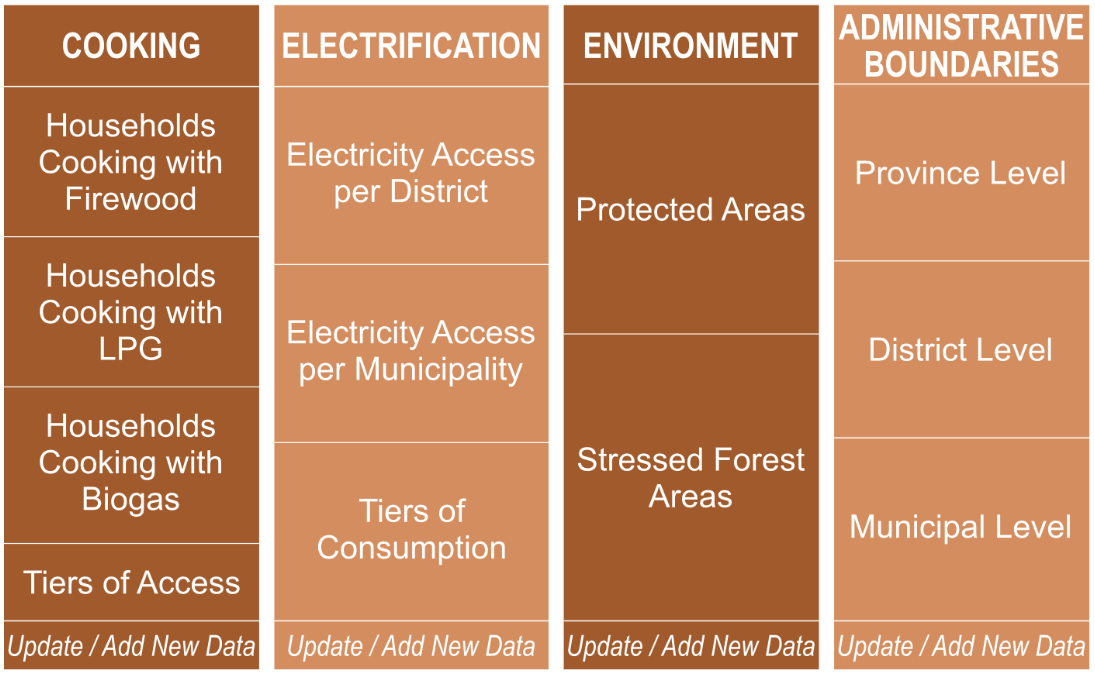 COOKING
Households
Cooking with
Firewood
Households
Cooking with
LPG
Households
Cooking with
Biogas
Tiers of Access
Update / Add New Data
ELECTRIFICATION
Electricity Access
per District
Electricity Access
per Municipality
Tiers of
Consumption
Update / Add New Data
ENVIRONMENT
Protected Areas
Stressed Forest
Areas
Update / Add New Data
ADMINISTRATIVE
BOUNDARIES
Province Level
District Level
Municipal Level
Update / Add New Data